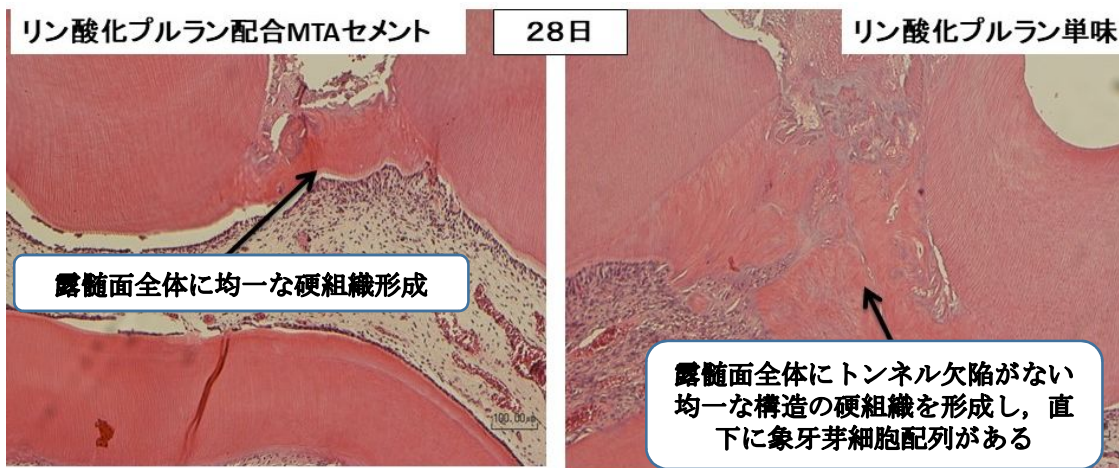 リン酸化プルラン配合MTAセメント
28日
リン酸化プルラン単味
露髄面全体に均一な硬組織形成
100.00μm
露髄面全体にトンネル欠陥がない
均一な構造の硬組織を形成し，直
下に象牙芽細胞配列がある